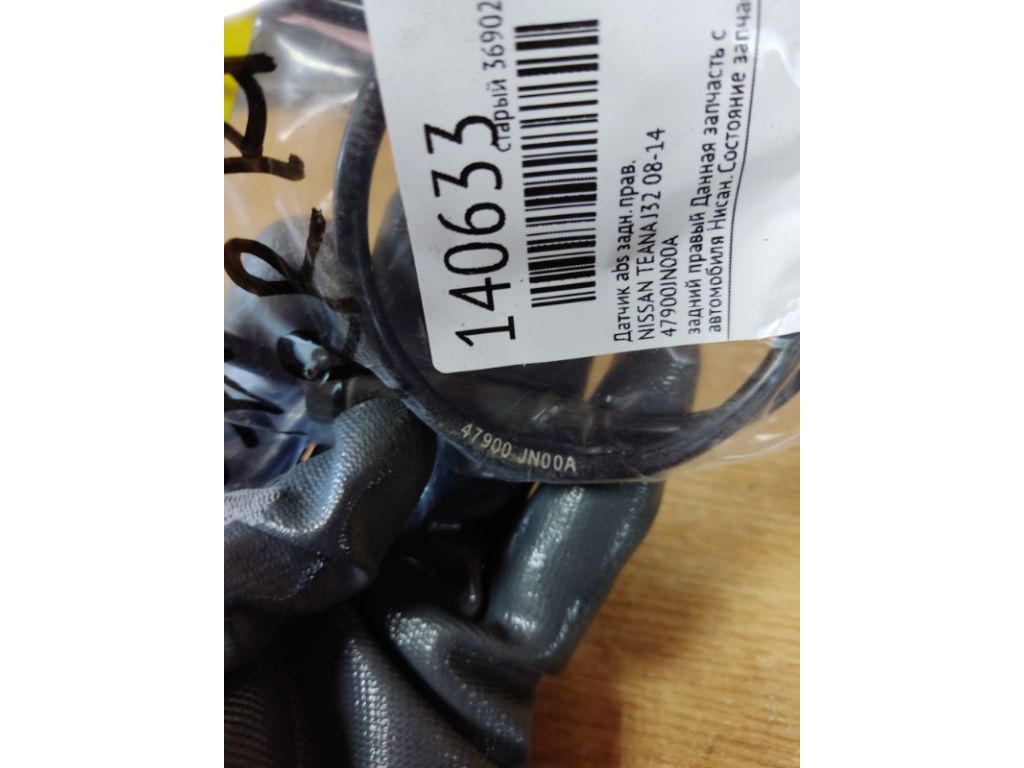 140633
старый 36902
Датчик abs задн. прав.
NISSAN TEANA J32 08-14
47900JN00A
задний правый Данная запчасть с
автомобиля Нисан. Состояние запча
47900 JN00A